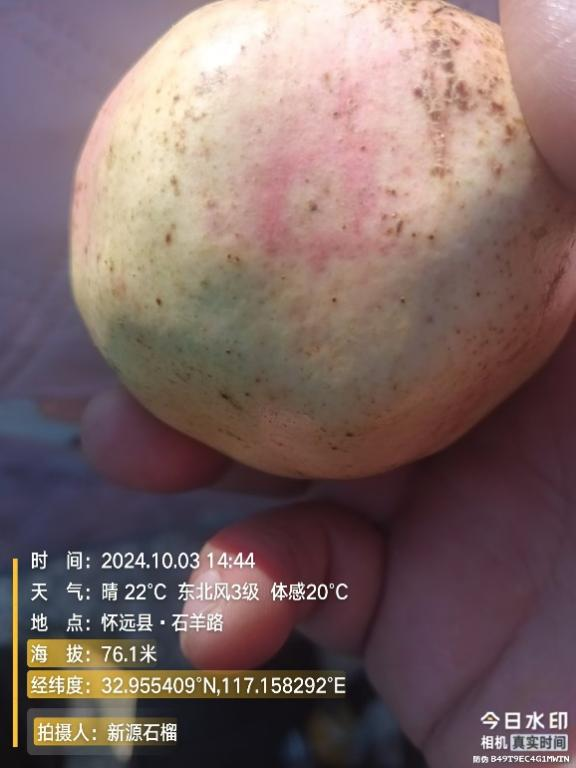 时 间：2024.10.03 14:44
天 气：晴 22℃ 东北风3级 体感20℃
地 点：怀远县·石羊路
海 拔：76.1米
经纬度：32.955409°N,117.158292°E
拍摄人：新源石榴
今日水印
相机 真实时间
防伪 B49T9EC4G1MWIN